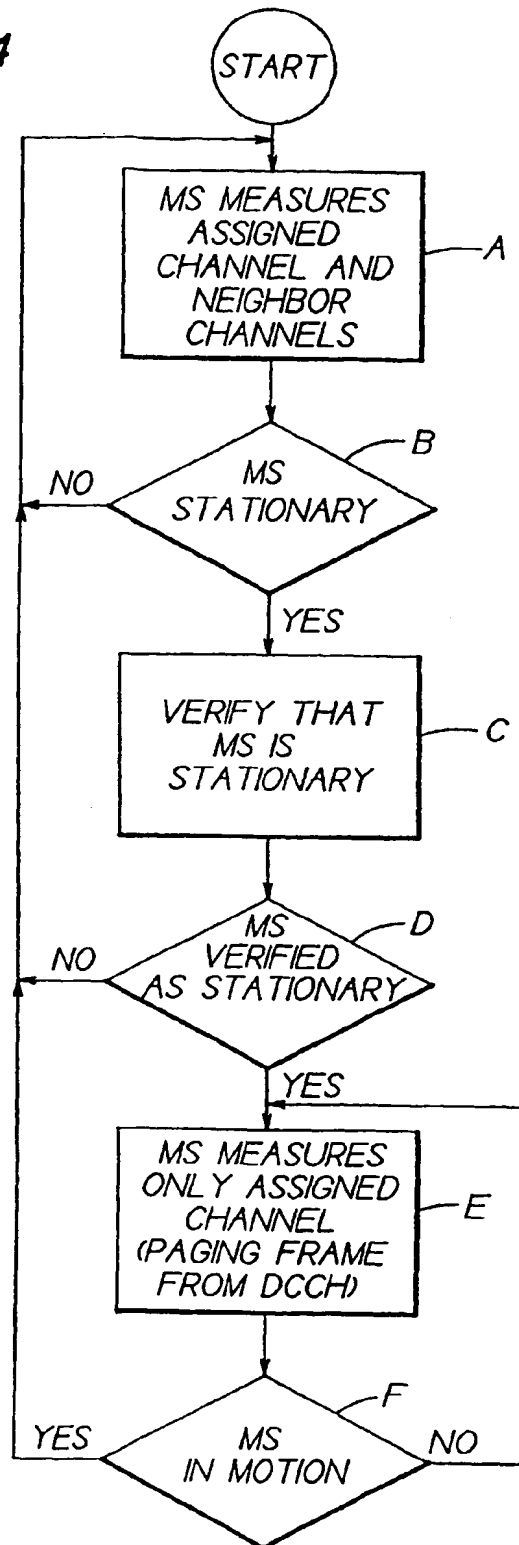 4
START
MS MEASURES
ASSIGNED
CHANNEL AND
NEIGHBOR
CHANNELS
A
B
MS
STATIONARY
NO
YES
VERIFY THAT
MS IS
STATIONARY
C
MS
VERIFIED
AS STATIONARY
D
NO
YES
MS MEASURES
ONLY ASSIGNED
CHANNEL
(PAGING FRAME
FROM DCCH)
E
F
YES
MS
IN MOTION
NO